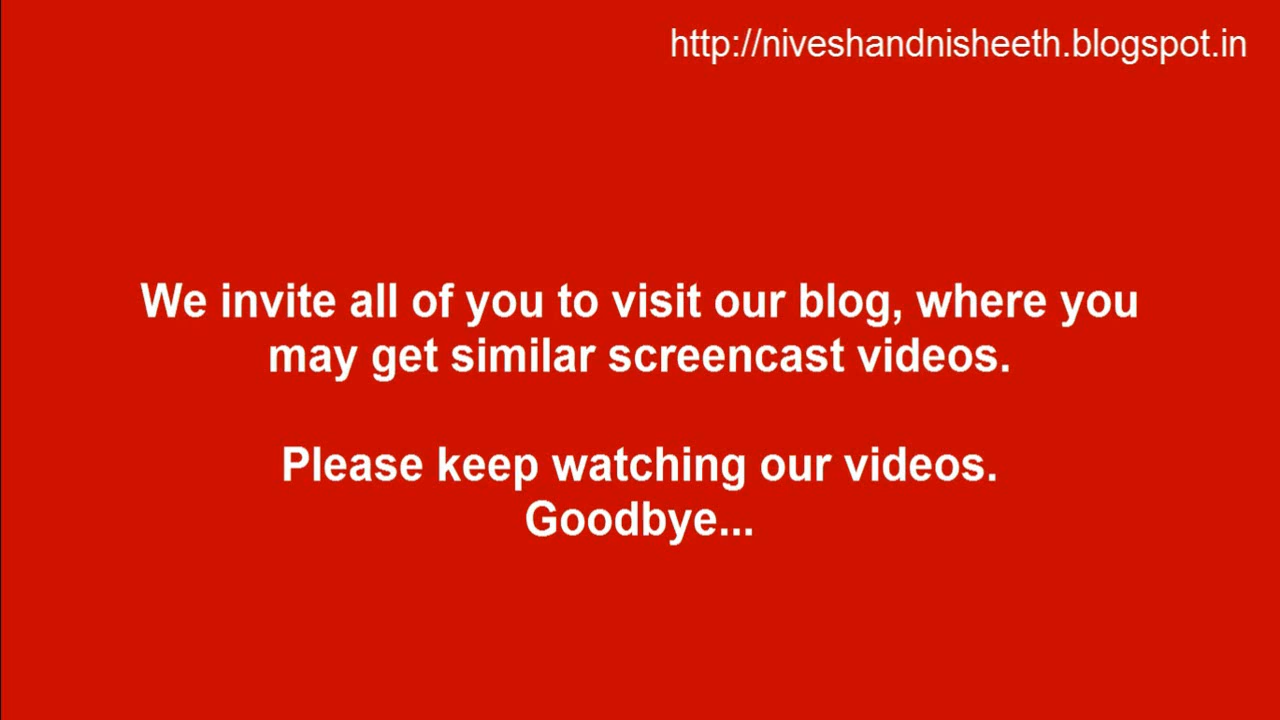 http://niveshandnisheeth.blogspot.in
We invite all of you to visit our blog, where you
may get similar screencast videos.
Please keep watching our videos.
Goodbye...